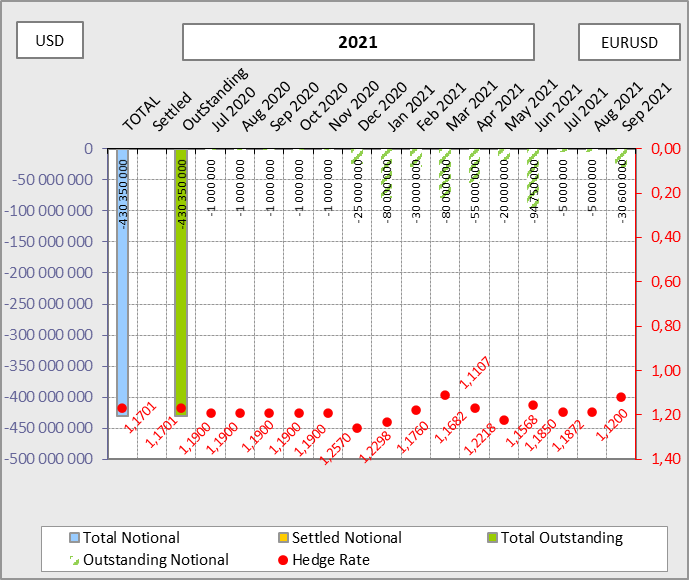 USD
2021
EURUSD
TOTAL
Settled
OutStanding
Jul 2020
Aug 2020
Sep 2020
Oct 2020
Nov 2020
Dec 2020
Jan 2021
Feb 2021
Mar 2021
Apr 2021
May 2021
Jun 2021
Jul 2021
Aug 2021
Sep 2021
0
-50 000 000
-100 000 000
-150 000 000
-200 000 000
-250 000 000
-300 000 000
-350 000 000
-400 000 000
-450 000 000
-500 000 000
-430 350 000
-430 350 000
-1 000 000
-1 000 000
-1 000 000
-1 000 000
-1 000 000
-25 000 000
-80 000 000
-30 000 000
-80 000 000
-55 000 000
-20 000 000
-94 750 000
-5 000 000
-5 000 000
-30 600 000
1,1701
1,1701
1,1900
1,1900
1,1900
1,1900
1,1900
1,2570
1,2298
1,1760
1,1107
1,1682
1,2218
1,1568
1,1850
1,1872
1,1200
0,00
0,20
0,40
0,60
0,80
1,00
1,20
1,40
Total Notional
Settled Notional
Total Outstanding
Outstanding Notional
Hedge Rate